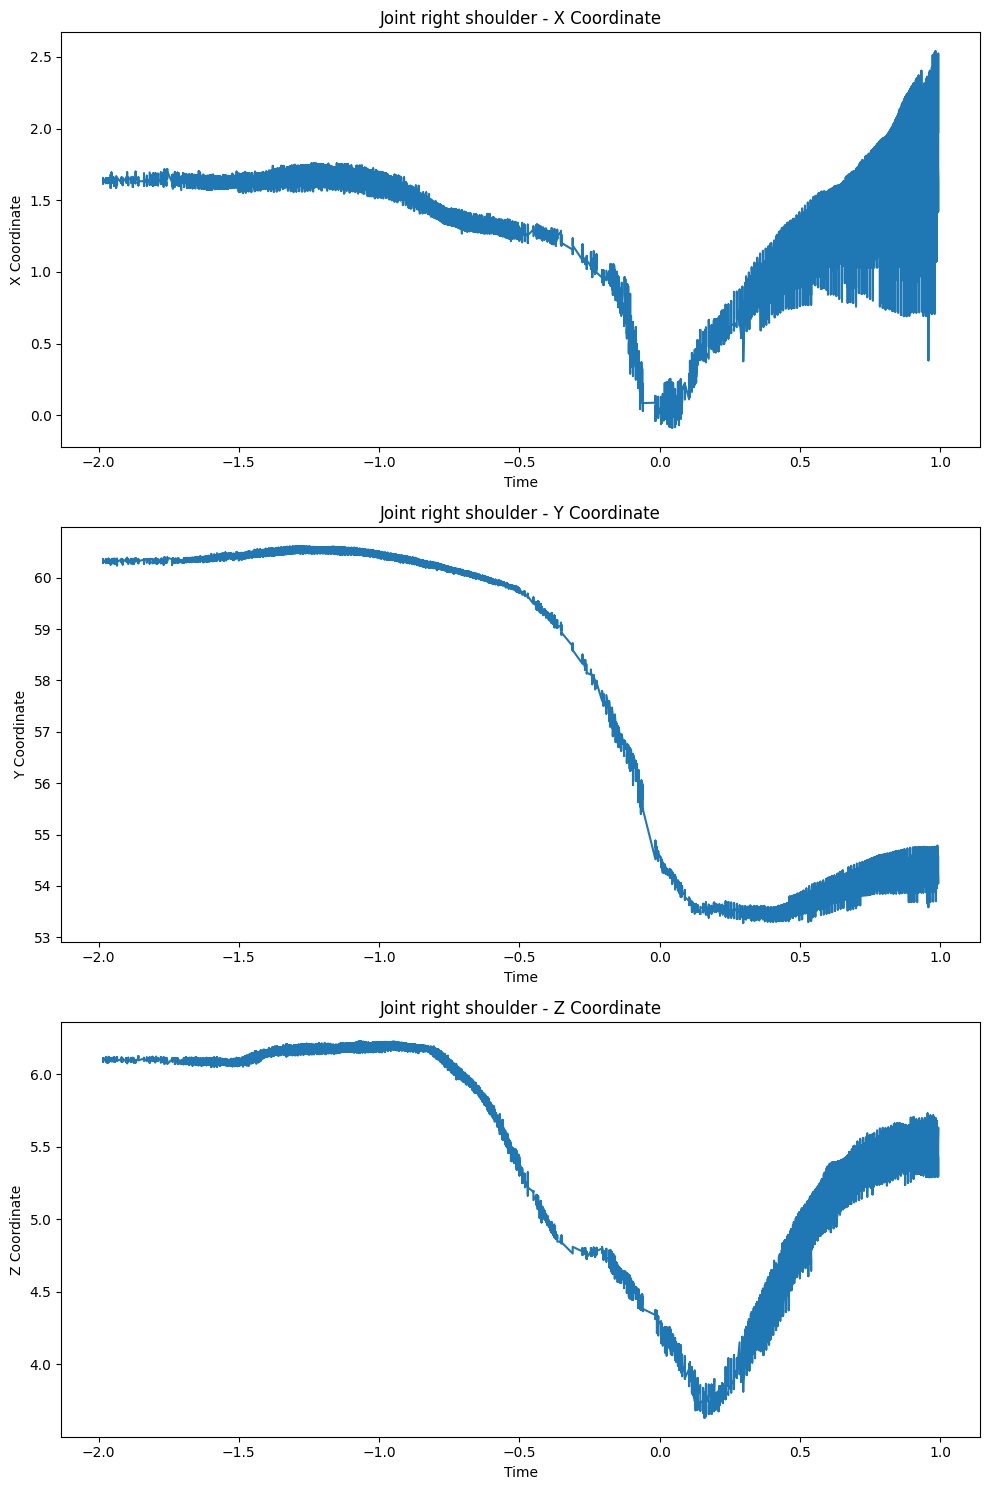 Joint right shoulder - X Coordinate
X Coordinate
2.5
2.0
1.5
1.0
0.5
0.0
−2.0 −1.5 −1.0 −0.5 0.0 0.5 1.0
Time
Joint right shoulder - Y Coordinate
Y Coordinate
60
59
58
57
56
55
54
53
−2.0 −1.5 −1.0 −0.5 0.0 0.5 1.0
Time
Joint right shoulder - Z Coordinate
Z Coordinate
6.0
5.5
5.0
4.5
4.0
−2.0 −1.5 −1.0 −0.5 0.0 0.5 1.0
Time